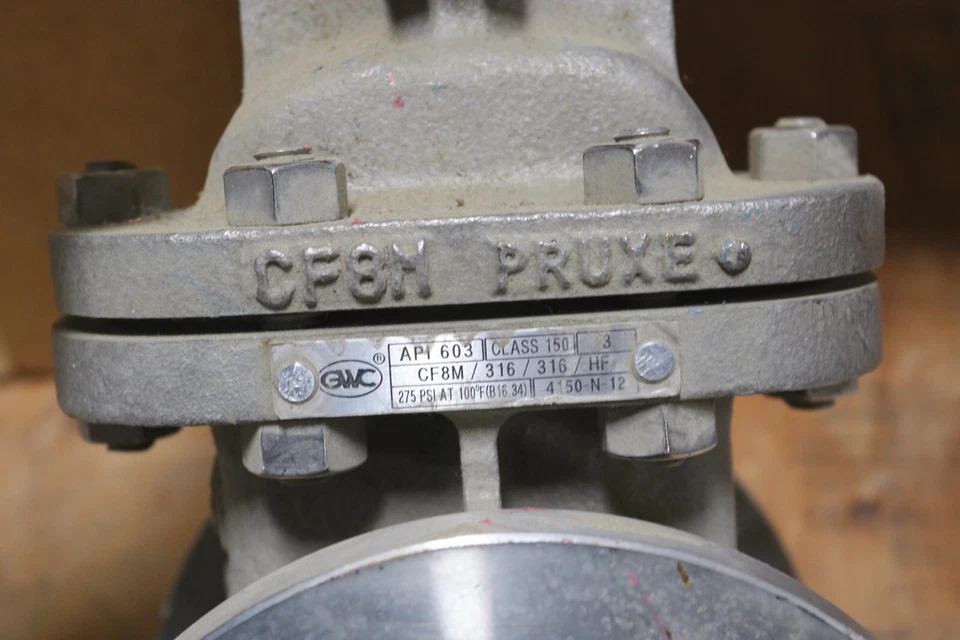 CF8M PRUXE
GWC ® API 603 CLASS 150 3
CF8M / 316 / 316 / HF
275 PSI AT 100°F(B16.34) 4150-N-12